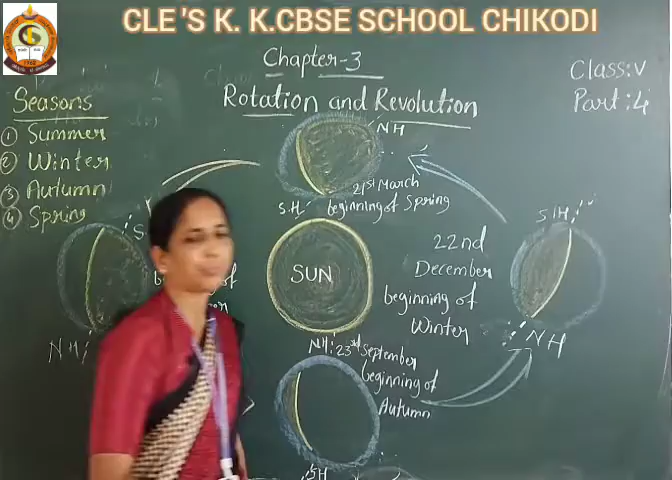 CLE'S K. K.CBSE SCHOOL CHIKODI
Chapter-3
Class:V
Part:4
Rotation and Revolution
Seasons
1 Summer
2 Winter
3 Autumn
4 Spring
NH
21st March
beginning of Spring
S.H
S
NH
of
SUN
22nd
December
beginning of
Winter
SH
NH
NH
23rd September
beginning of
Autumn
SH